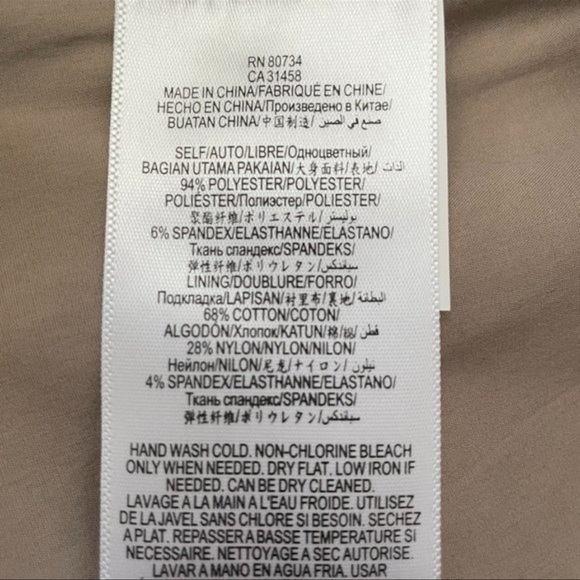 RN 80734
CA 31458
MADE IN CHINA/FABRIQUÉ EN CHINE/
HECHO EN CHINA/Произведено в Китае/
BUATAN CHINA/中国制造/ صنع في الصين/
SELF/AUTO/LIBRE/Одноцветный/
BAGIAN UTAMA PAKAIAN/大身面料/表地/ الذات/
94% POLYESTER/POLYESTER/
POLIÉSTER/Полиэстер/POLIESTER/
聚酯纤维/ポリエステル/بوليستر/
6% SPANDEX/ELASTHANNE/ELASTANO/
Ткань спандекс/SPANDEKS/
弹性纤维/ポリウレタン/سباندكس/
LINING/DOUBLURE/FORRO/
Подкладка/LAPISAN/衬里布/裏地/البطانة/
68% COTTON/COTON/
ALGODÓN/Хлопок/KATUN/棉/綿/ قطن/
28% NYLON/NYLON/NILON/
Нейлон/NILON/尼龙/ナイロン/ نيلون/
4% SPANDEX/ELASTHANNE/ELASTANO/
Ткань спандекс/SPANDEKS/
弹性纤维/ポリウレタン/سباندكس/
HAND WASH COLD. NON-CHLORINE BLEACH
ONLY WHEN NEEDED. DRY FLAT. LOW IRON IF
NEEDED. CAN BE DRY CLEANED.
LAVAGE A LA MAIN A L'EAU FROIDE. UTILISEZ
DE LA JAVEL SANS CHLORE SI BESOIN. SECHEZ
A PLAT. REPASSER A BASSE TEMPERATURE SI
NECESSAIRE. NETTOYAGE A SEC AUTORISE.
LAVAR A MANO EN AGUA FRIA. USAR